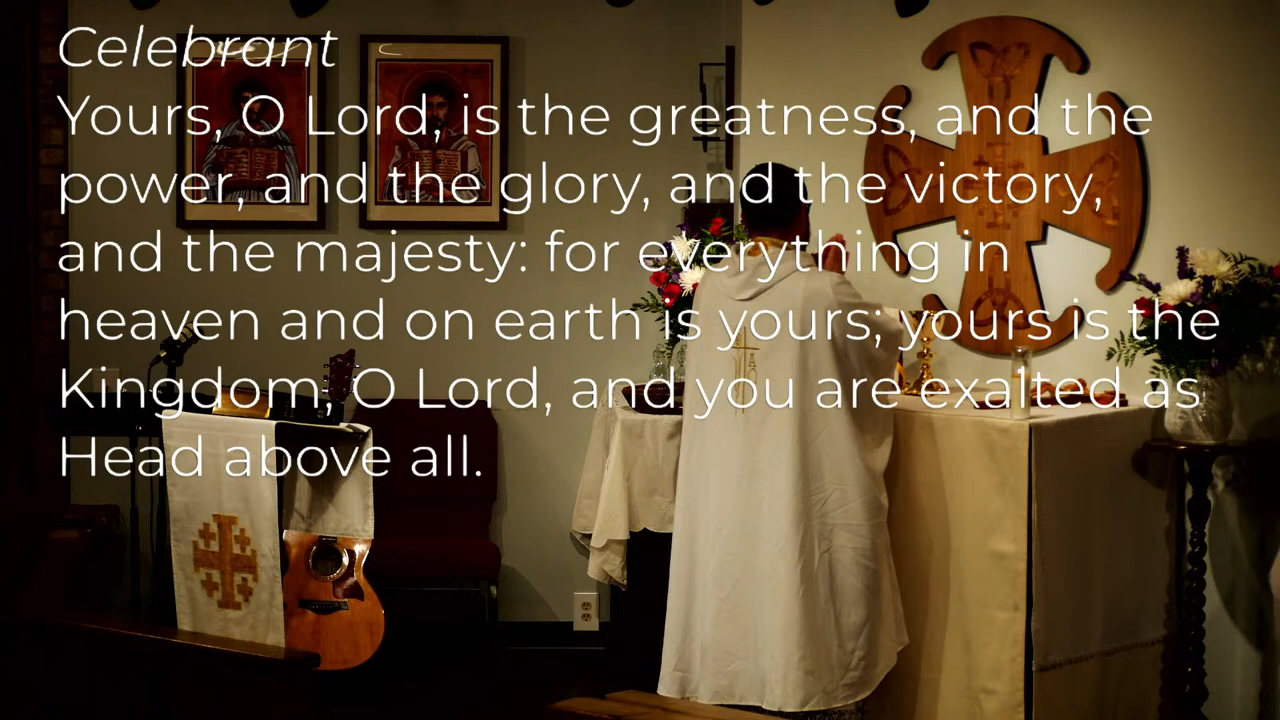 Celebrant
Yours, O Lord, is the greatness, and the
power, and the glory, and the victory,
and the majesty: for everything in
heaven and on earth is yours; yours is the
Kingdom, O Lord, and you are exalted as
Head above all.